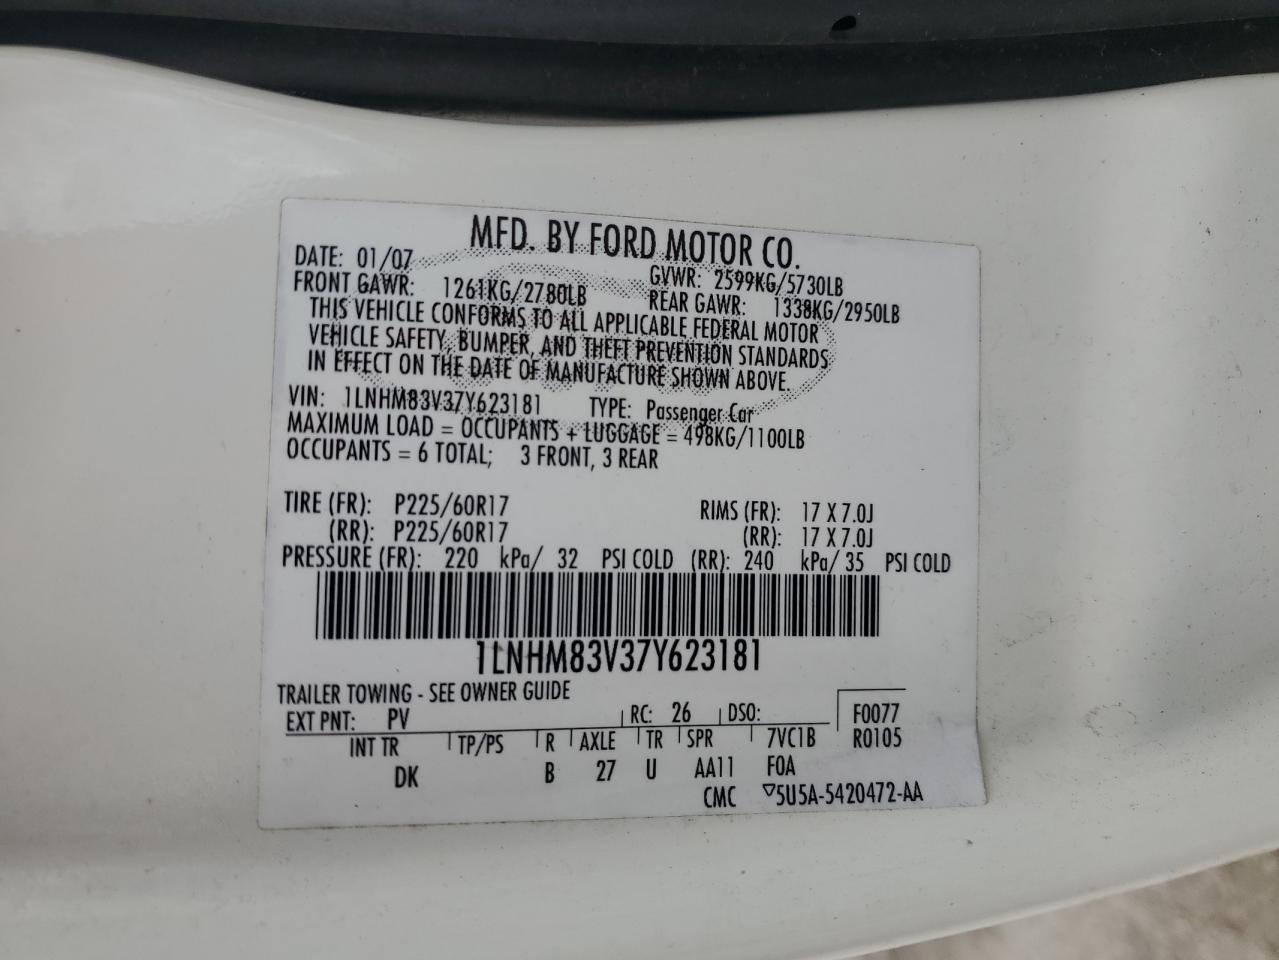 MFD. BY FORD MOTOR CO.
DATE: 01/07 GVWR: 2599KG/5730LB
FRONT GAWR: 1261KG/2780LB REAR GAWR: 1338KG/2950LB
THIS VEHICLE CONFORMS TO ALL APPLICABLE FEDERAL MOTOR
VEHICLE SAFETY, BUMPER, AND THEFT PREVENTION STANDARDS
IN EFFECT ON THE DATE OF MANUFACTURE SHOWN ABOVE.
VIN: 1LNHM83V37Y623181 TYPE: Passenger Car
MAXIMUM LOAD = OCCUPANTS + LUGGAGE = 498KG/1100LB
OCCUPANTS = 6 TOTAL; 3 FRONT, 3 REAR
TIRE (FR): P225/60R17 RIMS (FR): 17 X 7.0J
(RR): P225/60R17 (RR): 17 X 7.0J
PRESSURE (FR): 220 kPa/ 32 PSI COLD (RR): 240 kPa/ 35 PSI COLD
1LNHM83V37Y623181
TRAILER TOWING - SEE OWNER GUIDE
EXT PNT: PV RC: 26 DSO: F0077
INT TR TP/PS R AXLE TR SPR 7VC1B R0105
DK B 27 U AA11 F0A
CMC ▽5U5A-5420472-AA